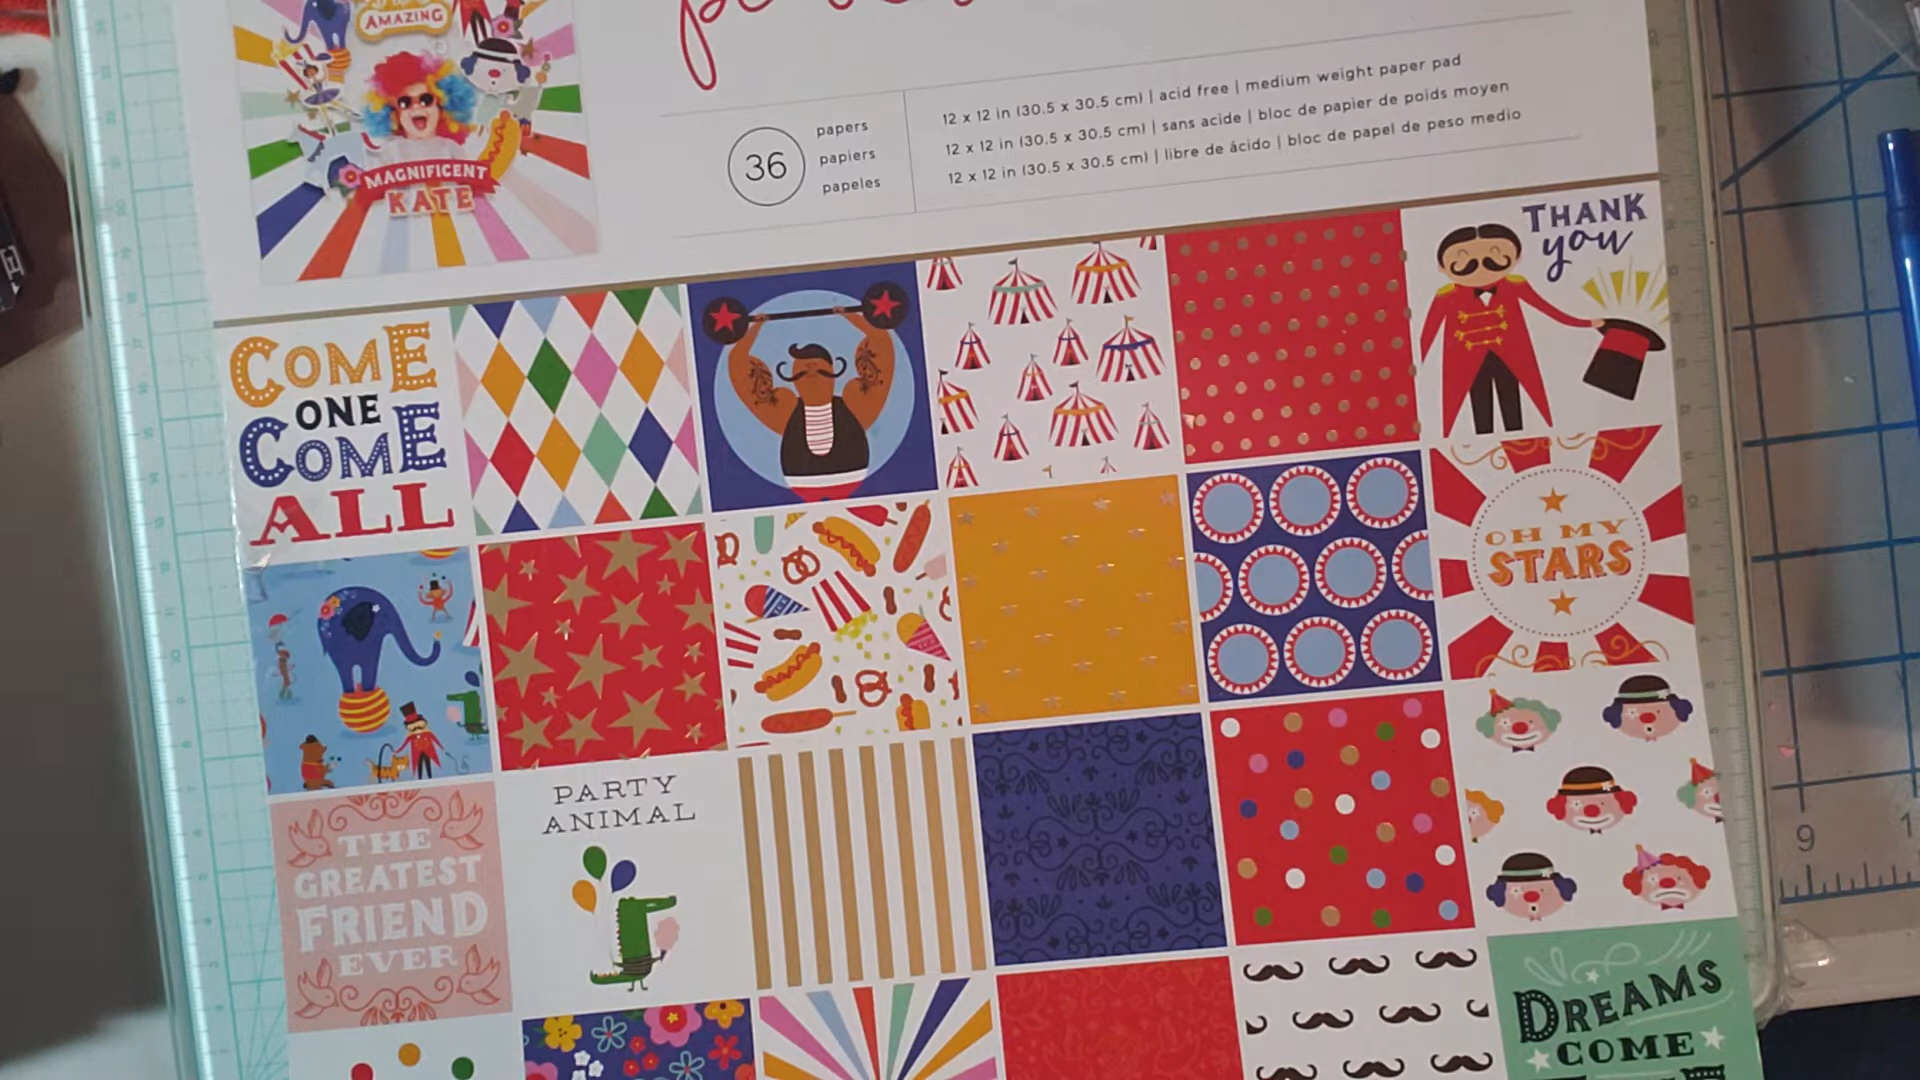 AMAZING
MAGNIFICENT
KATE
36
papers
papiers
papeles
12 x 12 in (30.5 x 30.5 cm) | acid free | medium weight paper pad
12 x 12 in (30.5 x 30.5 cm) | sans acide | bloc de papier de poids moyen
12 x 12 in (30.5 x 30.5 cm) | libre de ácido | bloc de papel de peso medio
COME
ONE
COME
ALL
THANK
you
OH MY
STARS
THE
GREATEST
FRIEND
EVER
PARTY
ANIMAL
DREAMS
COME
9